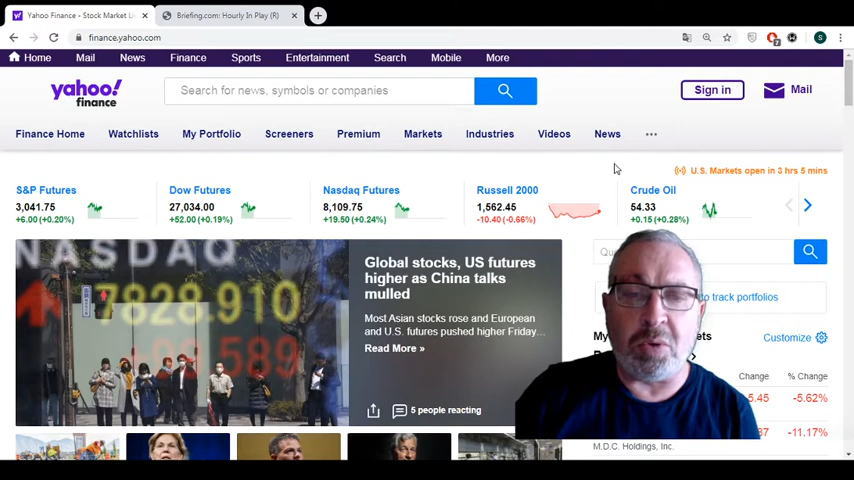 Yahoo Finance - Stock Market Li
Briefing.com: Hourly In Play (R)
finance.yahoo.com
7
S
Home
Mail
News
Finance
Sports
Entertainment
Search
Mobile
More
yahoo!
finance
Search for news, symbols or companies
Sign in
Mail
Finance Home
Watchlists
My Portfolio
Screeners
Premium
Markets
Industries
Videos
News
...
U.S. Markets open in 3 hrs 5 mins
S&P Futures
3,041.75
+6.00 (+0.20%)
Dow Futures
27,034.00
+52.00 (+0.19%)
Nasdaq Futures
8,109.75
+19.50 (+0.24%)
Russell 2000
1,562.45
-10.40 (-0.66%)
Crude Oil
54.33
+0.15 (+0.28%)
NASDAQ
7828.910
Global stocks, US futures
higher as China talks
mulled
Most Asian stocks rose and European
and U.S. futures pushed higher Friday...
Read More »
5 people reacting
to track portfolios
Customize
Change
% Change
5.45
-5.62%
-11.17%
M.D.C. Holdings, Inc.